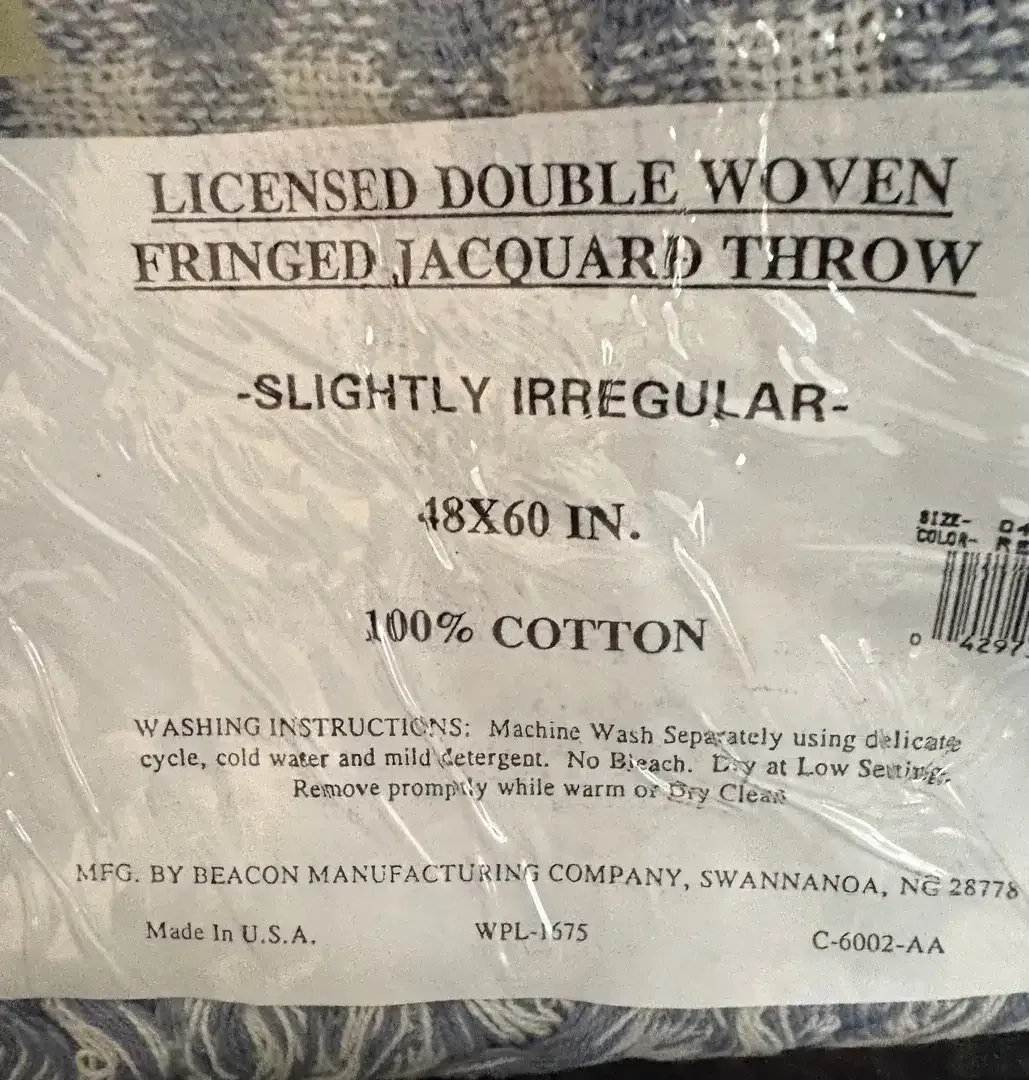 LICENSED DOUBLE WOVEN
FRINGED JACQUARD THROW
-SLIGHTLY IRREGULAR-
48X60 IN.
SIZE-
COLOR-
0 4297
100% COTTON
WASHING INSTRUCTIONS: Machine Wash Separately using delicate
cycle, cold water and mild detergent. No Bleach. Dry at Low Setting.
Remove promptly while warm or Dry Clean
MFG. BY BEACON MANUFACTURING COMPANY, SWANNANOA, NC 28778
Made In U.S.A. WPL-1675 C-6002-AA